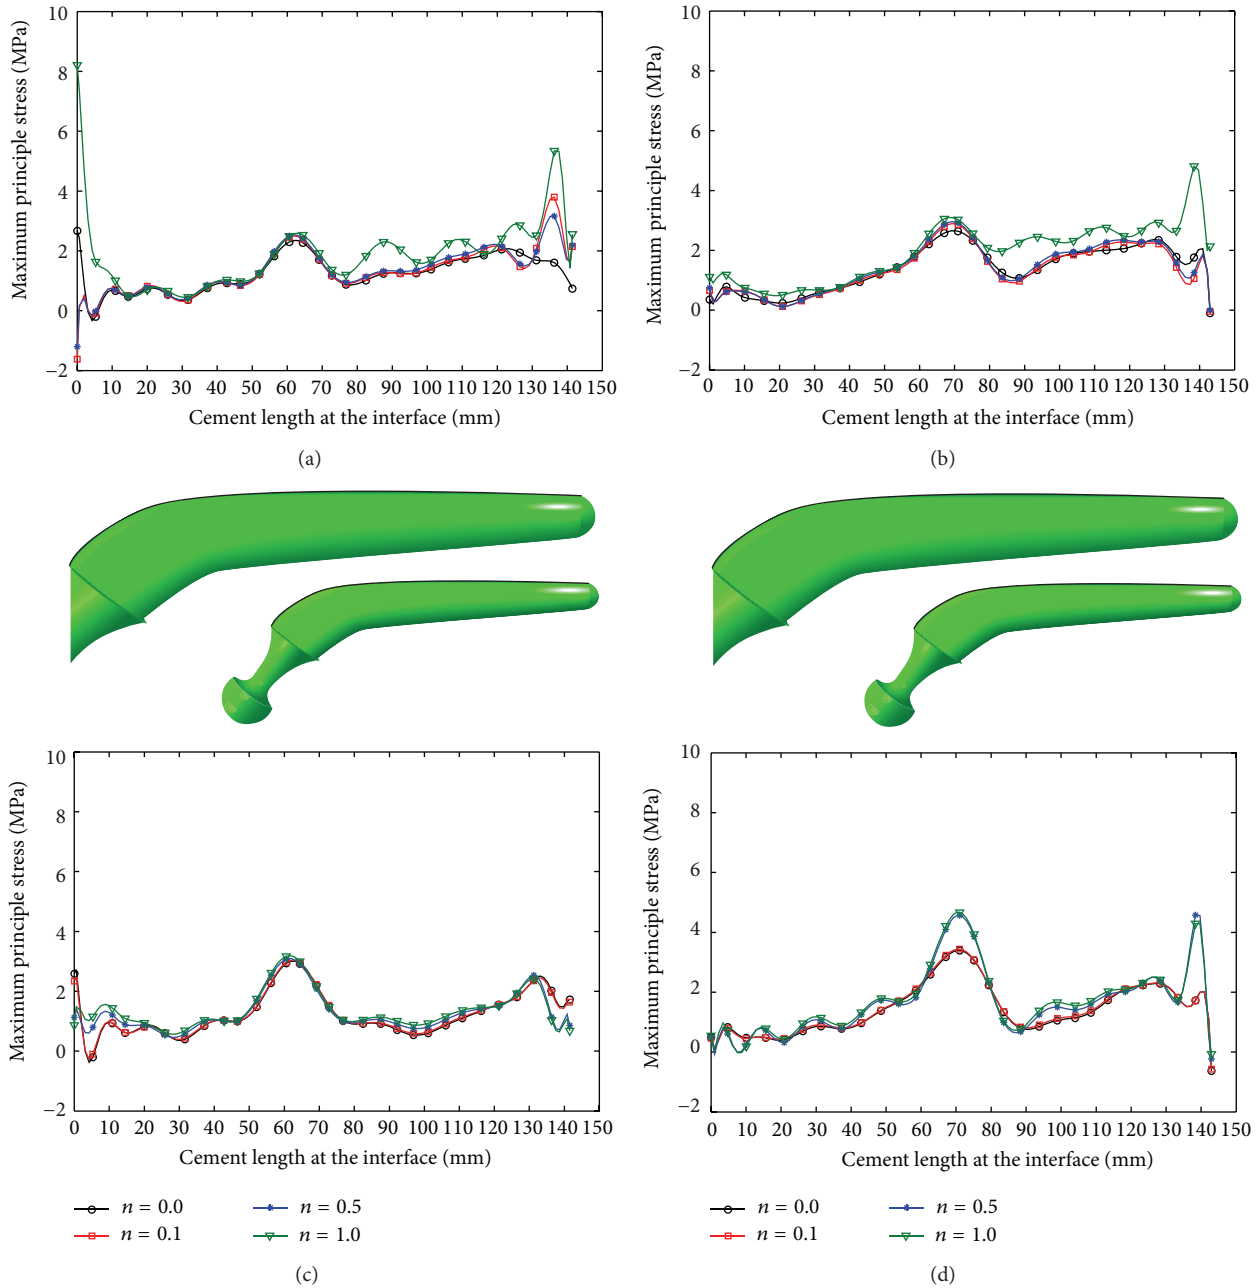 10
8
6
4
2
0
−2
Maximum principle stress (MPa)
0 10 20 30 40 50 60 70 80 90 100 110 120 130 140 150
Cement length at the interface (mm)
(a)
10
8
6
4
2
0
−2
Maximum principle stress (MPa)
0 10 20 30 40 50 60 70 80 90 100 110 120 130 140 150
Cement length at the interface (mm)
(b)
10
8
6
4
2
0
−2
Maximum principle stress (MPa)
0 10 20 30 40 50 60 70 80 90 100 110 120 130 140 150
Cement length at the interface (mm)
n = 0.0 n = 0.5
n = 0.1 n = 1.0
(c)
10
8
6
4
2
0
−2
Maximum principle stress (MPa)
0 10 20 30 40 50 60 70 80 90 100 110 120 130 140 150
Cement length at the interface (mm)
n = 0.0 n = 0.5
n = 0.1 n = 1.0
(d)